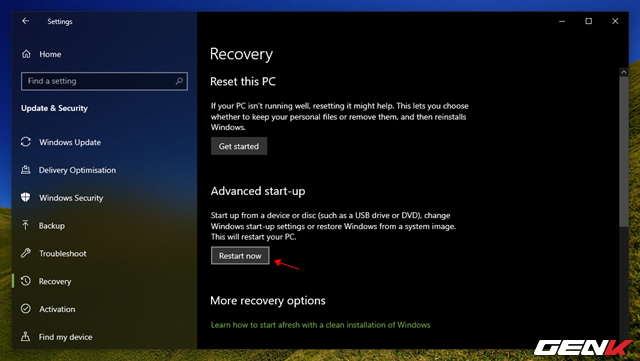 Settings
Home
Find a setting
Update & Security
Windows Update
Delivery Optimisation
Windows Security
Backup
Troubleshoot
Recovery
Activation
Find my device
Recovery
Reset this PC
If your PC isn't running well, resetting it might help. This lets you choose
whether to keep your personal files or remove them, and then reinstalls
Windows.
Get started
Advanced start-up
Start up from a device or disc (such as a USB drive or DVD), change
Windows start-up settings or restore Windows from a system image.
This will restart your PC.
Restart now
More recovery options
Learn how to start afresh with a clean installation of Windows
GENK